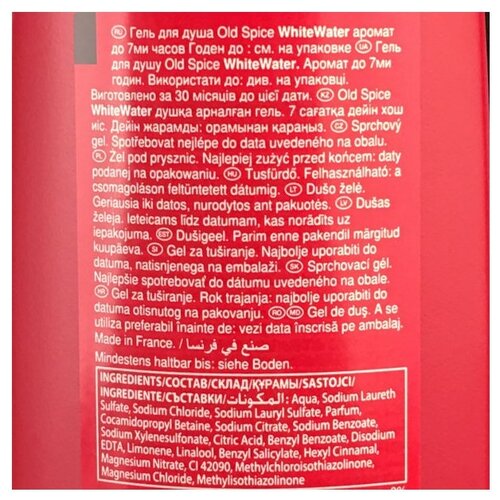 RU Гель для душа Old Spice WhiteWater аромат
до 7ми часов Годен до : см. на упаковке UA Гель
для душу Old Spice WhiteWater. Аромат до 7ми
годин. Використати до: див. на упаковці.
Виготовлено за 30 місяців до цієї дати. KZ Old Spice
WhiteWater душқа арналған гель. 7 сағатқа дейін хош
иіс. Дейін жарамды: орамынан қараңыз. CZ Sprchový
gel. Spotřebovat nejlépe do data uvedeného na obalu.
PL Żel pod prysznic. Najlepiej zużyć przed końcem: daty
podanej na opakowaniu. HU Tusfürdő. Felhasználható: a
csomagoláson feltüntetett dátumig. LT Dušo želė.
Geriausia iki datos, nurodytos ant pakuotės. LV Dušas
želeja. Ieteicams līdz datumam, kas norādīts uz
iepakojuma. EST Dušigeel. Parim enne pakendil märgitud
kuupäeva. SI Gel za tuširanje. Najbolje uporabiti do
datuma, natisnjenega na embalaži. SK Sprchovací gél.
Najlepšie spotrebovať do dátumu uvedeného na obale.
HR Gel za tuširanje. Rok trajanja: najbolje upotrijebiti do
datuma otisnutog na pakovanju. RO MD Gel de duș. A se
utiliza preferabil înainte de: vezi data înscrisă pe ambalaj.
Made in France. / صنع في فرنسا
Mindestens haltbar bis: siehe Boden.
INGREDIENTS/СОСТАВ/СКЛАД/ҚҰРАМЫ/SASTOJCI/
INGREDIENTE/СЪСТАВКИ/المكونات: Aqua, Sodium Laureth
Sulfate, Sodium Chloride, Sodium Lauryl Sulfate, Parfum,
Cocamidopropyl Betaine, Sodium Citrate, Sodium Benzoate,
Sodium Xylenesulfonate, Citric Acid, Benzyl Benzoate, Disodium
EDTA, Limonene, Linalool, Benzyl Salicylate, Hexyl Cinnamal,
Magnesium Nitrate, CI 42090, Methylchloroisothiazolinone,
Magnesium Chloride, Methylisothiazolinone